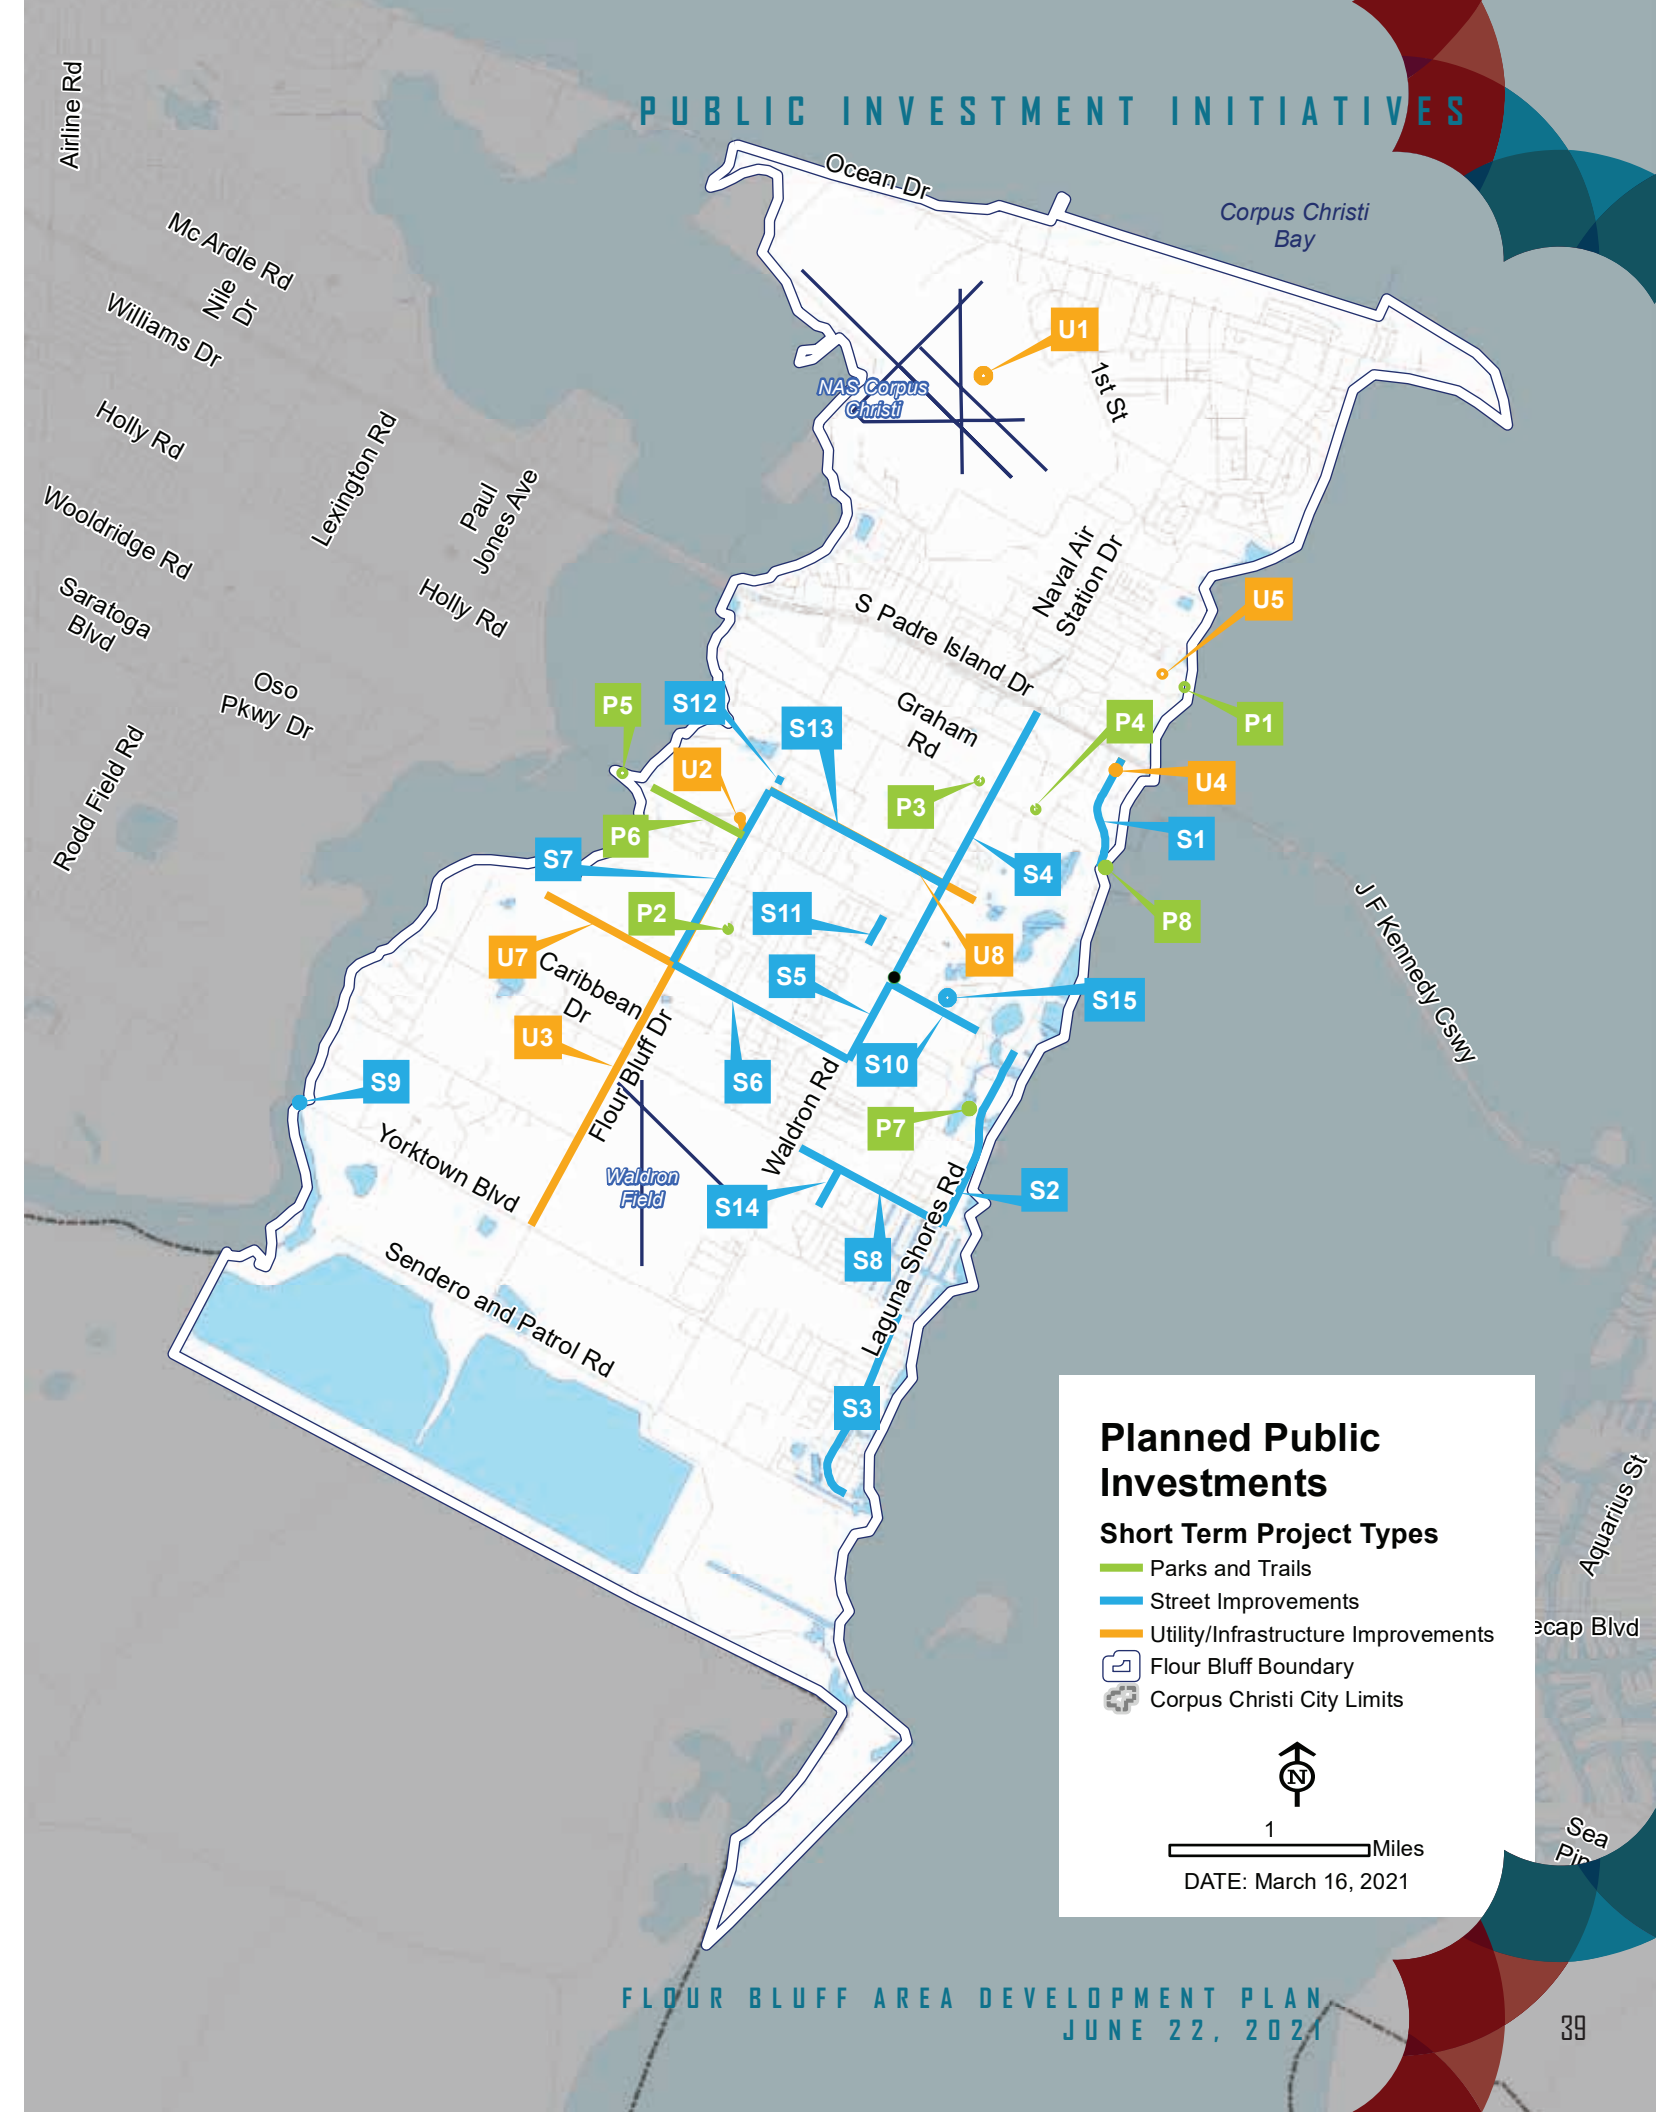 PUBLIC INVESTMENT INITIATIVES
Airline Rd
Ocean Dr
Corpus Christi
Bay
Mc Ardle Rd
Nile
Dr
Williams Dr
U1
1st St
NAS Corpus
Christi
Holly Rd
Lexington Rd
Paul
Jones Ave
Wooldridge Rd
Naval Air
Station Dr
Saratoga
Blvd
Holly Rd
S Padre Island Dr
U5
Oso
Pkwy Dr
Graham
Rd
P5
S12
S13
P4
P1
Rodd Field Rd
U2
U4
P3
P6
S1
S7
S4
P2
S11
P8
J F Kennedy Cswy
U7
U8
Caribbean
Dr
S5
S15
U3
Flour Bluff Dr
S6
S10
S9
Waldron Rd
P7
Yorktown Blvd
Waldron
Field
S14
S2
S8
Laguna Shores Rd
Sendero and Patrol Rd
S3
Planned Public
Investments
Short Term Project Types
Parks and Trails
Street Improvements
Utility/Infrastructure Improvements
Flour Bluff Boundary
Corpus Christi City Limits
N
1
Miles
DATE: March 16, 2021
Aquarius St
ecap Blvd
Sea
FLOUR BLUFF AREA DEVELOPMENT PLAN
JUNE 22, 2021
39